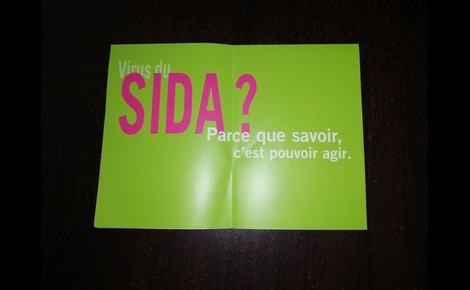 Virus du
SIDA ?
Parce que savoir,
c'est pouvoir agir.